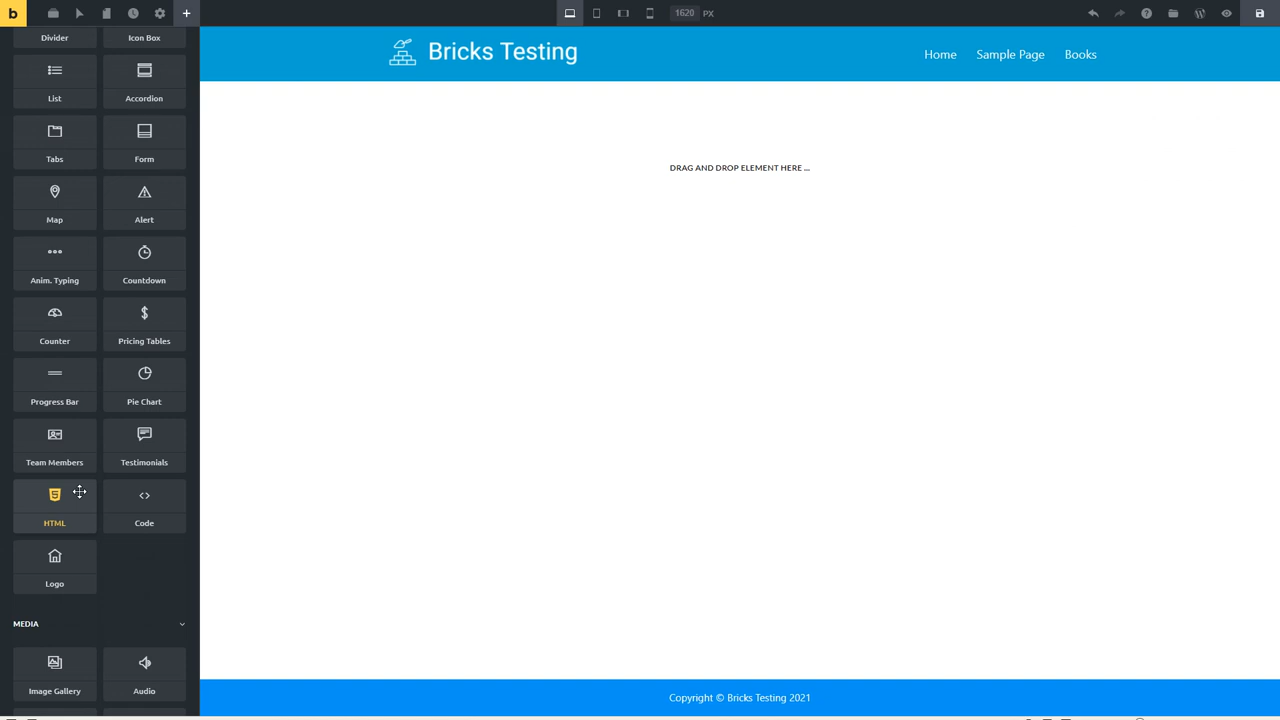 b
1620 PX
Divider
Icon Box
List
Accordion
Tabs
Form
Map
Alert
Anim. Typing
Countdown
Counter
Pricing Tables
Progress Bar
Pie Chart
Team Members
Testimonials
HTML
Code
Logo
MEDIA
Image Gallery
Audio
Bricks Testing
Home
Sample Page
Books
DRAG AND DROP ELEMENT HERE ...
Copyright © Bricks Testing 2021